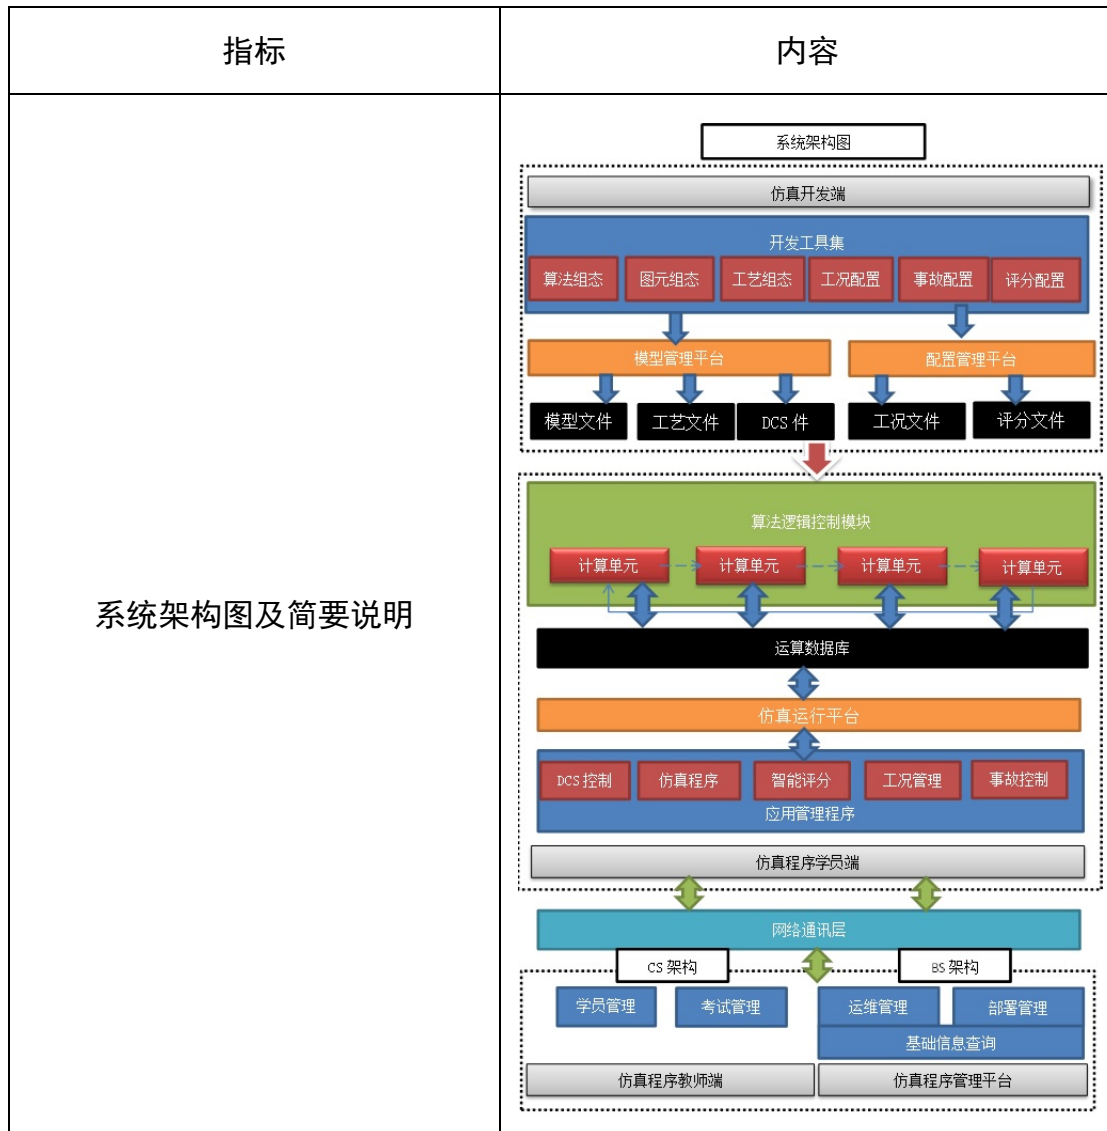 指标
内容
系统架构图及简要说明
系统架构图
仿真开发端
开发工具集
算法组态
图元组态
工艺组态
工况配置
事故配置
评分配置
模型管理平台
配置管理平台
模型文件
工艺文件
DCS 件
工况文件
评分文件
算法逻辑控制模块
计算单元
计算单元
计算单元
计算单元
运算数据库
仿真运行平台
DCS 控制
仿真程序
智能评分
工况管理
事故控制
应用管理程序
仿真程序学员端
网络通讯层
CS 架构
BS 架构
学员管理
考试管理
运维管理
部署管理
基础信息查询
仿真程序教师端
仿真程序管理平台